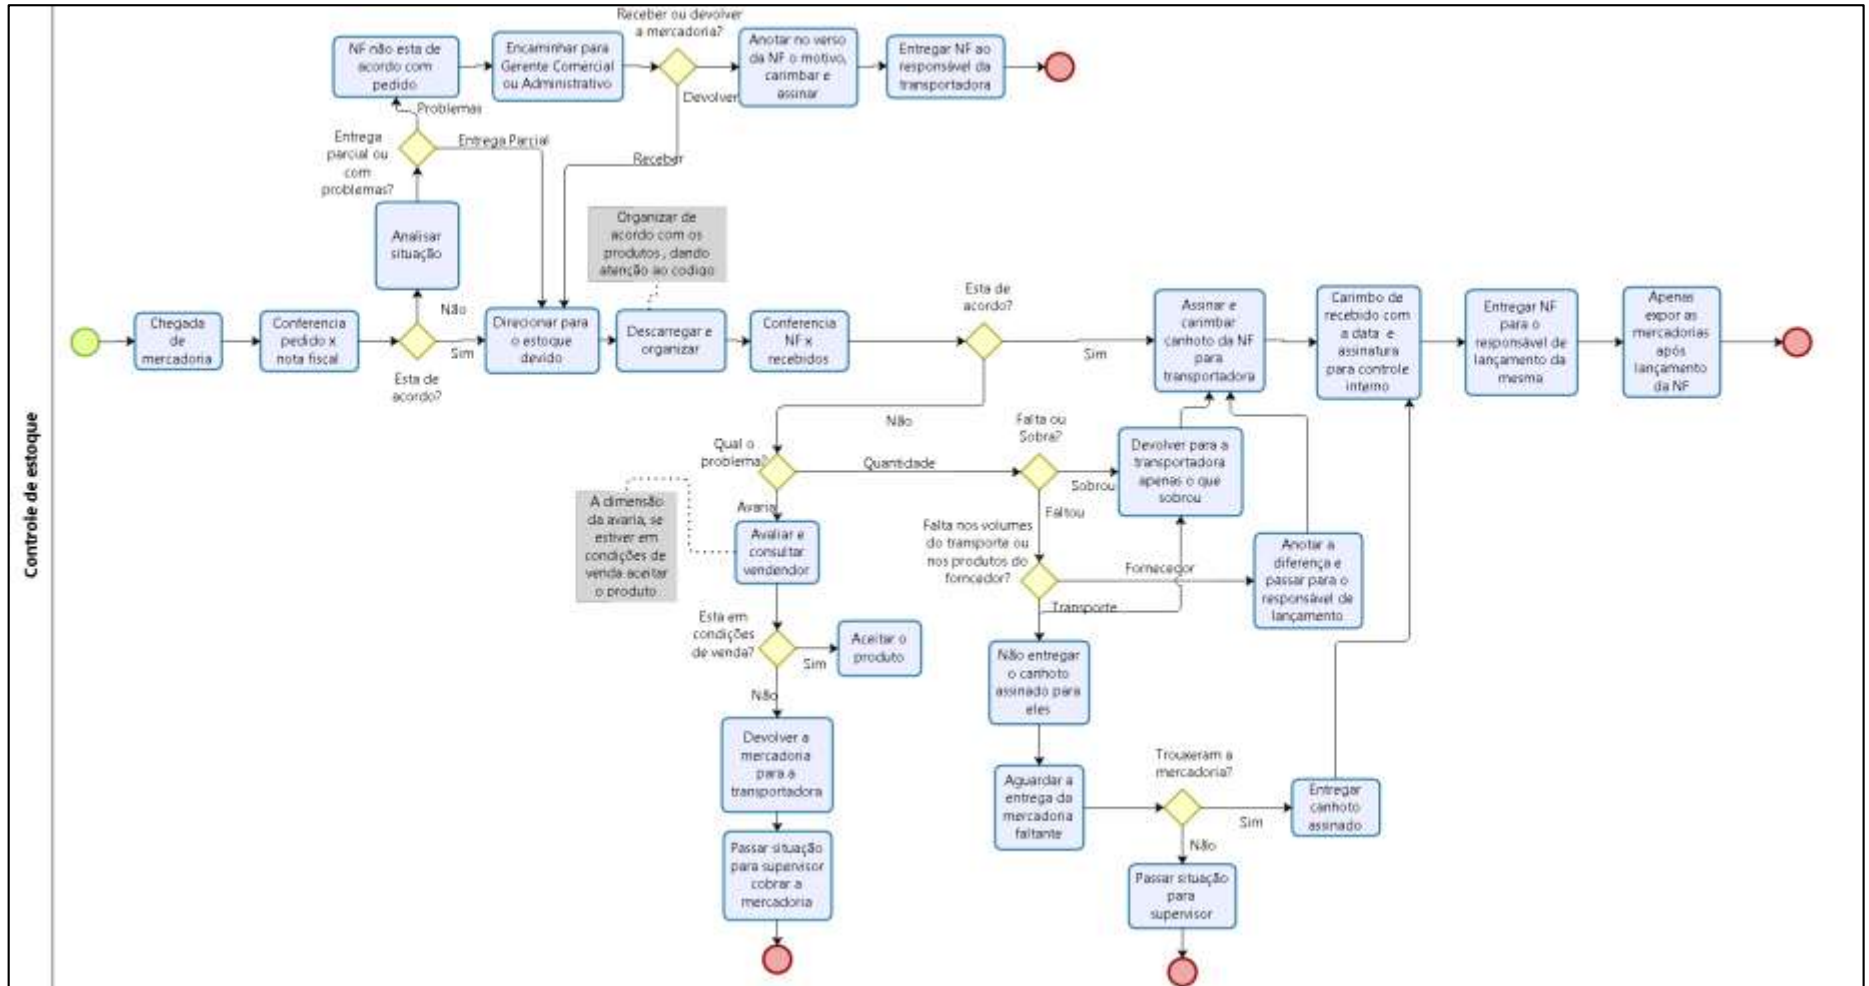 Controle de estoque
Receber ou devolver
a mercadoria?
NF não esta de
acordo com
pedido
Encaminhar para
Gerente Comercial
ou Administrativo
Anotar no verso
da NF o motivo,
carimbar e
assinar
Entregar NF ao
responsável da
transportadora
Devolver
Problemas
Entrega
parcial ou
com
problemas?
Entrega Parcial
Receber
Analisar
situação
Organizar de
acordo com os
produtos , dando
atenção ao codigo
Não
Chegada
de
mercadoria
Conferencia
pedido x
nota fiscal
Sim
Esta de
acordo?
Direcionar para
o estoque
devido
Descarregar e
organizar
Conferencia
NF x
recebidos
Esta de
acordo?
Sim
Assinar e
carimbar
canhoto da NF
para
transportadora
Carimbo de
recebido com
a data e
assinatura
para controle
interno
Entregar NF
para o
responsável de
lançamento da
mesma
Apenas
expor as
mercadorias
após
lançamento
da NF
Não
Qual o
problema?
Quantidade
Falta ou
Sobra?
Sobrou
Devolver para a
transportadora
apenas o que
sobrou
Avaria
Faltou
A dimensão
da avaria, se
estiver em
condições de
venda aceitar
o produto
Avaliar e
consultar
vendendor
Falta nos volumes
do transporte ou
nos produtos do
forncedor?
Fornecedor
Anotar a
diferença e
passar para o
responsável de
lançamento
Transporte
Esta em
condições
de venda?
Sim
Aceitar o
produto
Não entregar
o canhoto
assinado para
eles
Não
Devolver a
mercadoria
para a
transportadora
Aguardar a
entrega da
mercadoria
faltante
Trouxeram a
mercadoria?
Sim
Entregar
canhoto
assinado
Não
Passar situação
para supervisor
cobrar a
mercadoria
Passar situação
para
supervisor